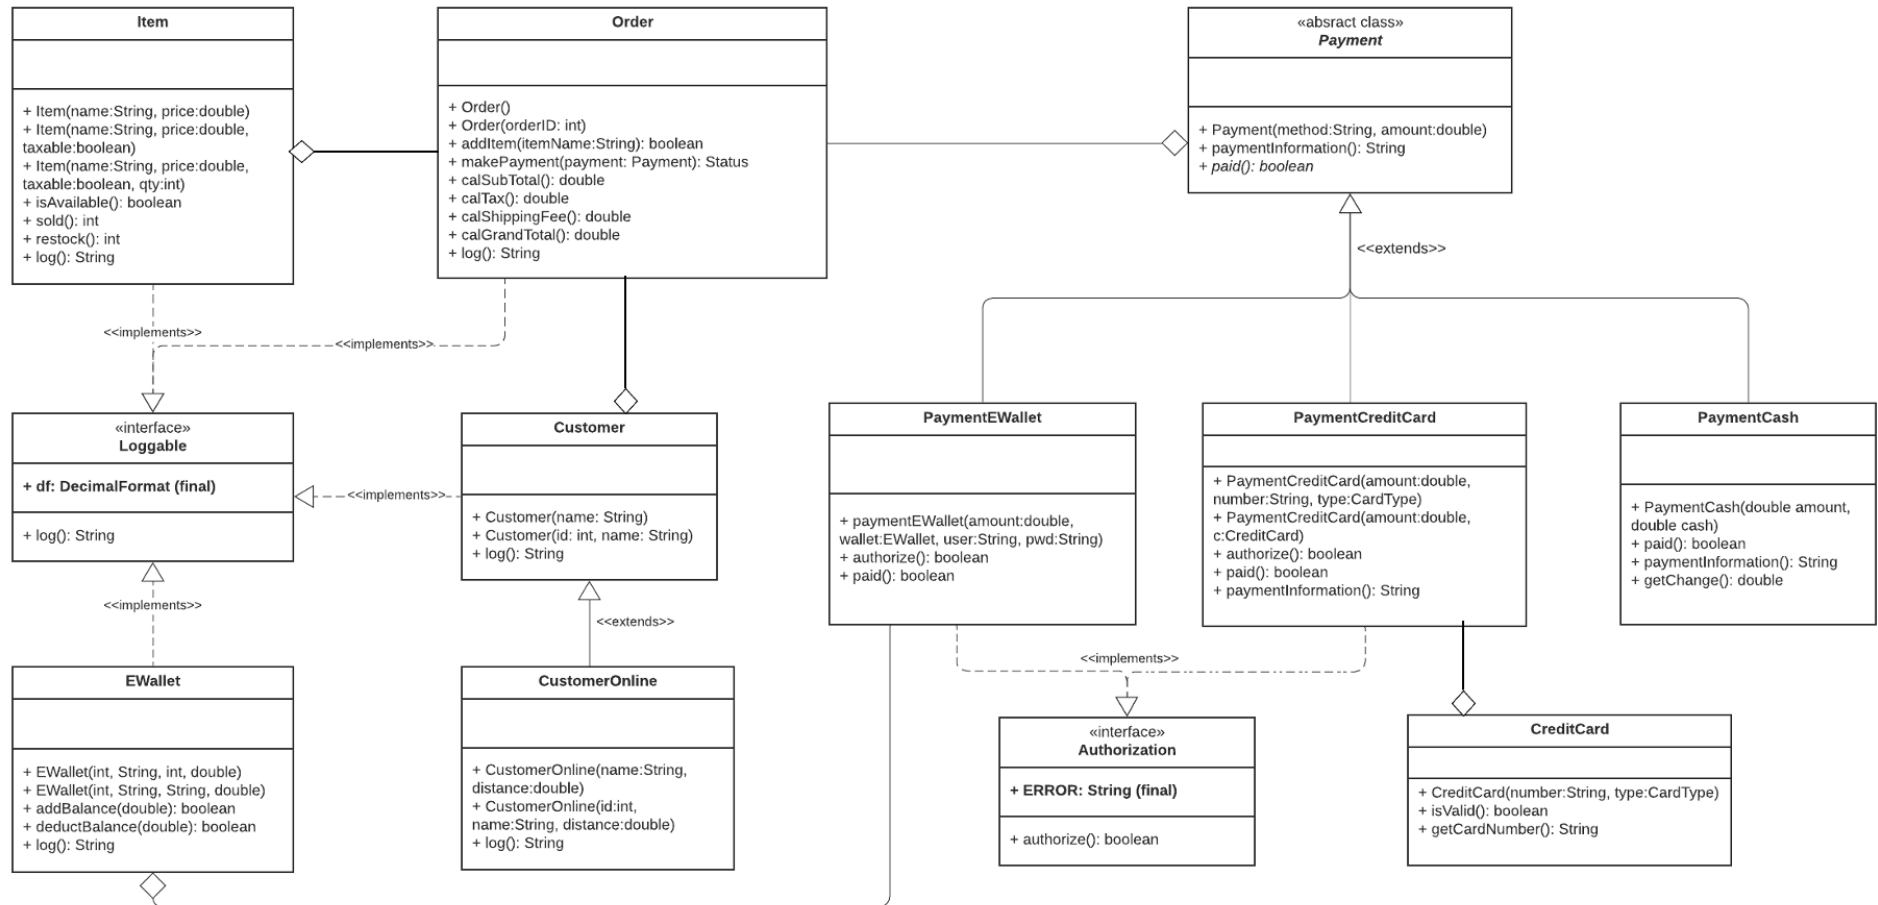 Item
+ Item(name:String, price:double)
+ Item(name:String, price:double,
taxable:boolean)
+ Item(name:String, price:double,
taxable:boolean, qty:int)
+ isAvailable(): boolean
+ sold(): int
+ restock(): int
+ log(): String
Order
+ Order()
+ Order(orderID: int)
+ addItem(itemName:String): boolean
+ makePayment(payment: Payment): Status
+ calSubTotal(): double
+ calTax(): double
+ calShippingFee(): double
+ calGrandTotal(): double
+ log(): String
«absract class»
Payment
+ Payment(method:String, amount:double)
+ paymentInformation(): String
+ paid(): boolean
<<extends>>
<<implements>>
<<implements>>
«interface»
Loggable
+ df: DecimalFormat (final)
+ log(): String
<<implements>>
Customer
+ Customer(name: String)
+ Customer(id: int, name: String)
+ log(): String
PaymentEWallet
+ paymentEWallet(amount:double,
wallet:EWallet, user:String, pwd:String)
+ authorize(): boolean
+ paid(): boolean
PaymentCreditCard
+ PaymentCreditCard(amount:double,
number:String, type:CardType)
+ PaymentCreditCard(amount:double,
c:CreditCard)
+ authorize(): boolean
+ paid(): boolean
+ paymentInformation(): String
PaymentCash
+ PaymentCash(double amount,
double cash)
+ paid(): boolean
+ paymentInformation(): String
+ getChange(): double
<<implements>>
<<extends>>
<<implements>>
EWallet
+ EWallet(int, String, int, double)
+ EWallet(int, String, String, double)
+ addBalance(double): boolean
+ deductBalance(double): boolean
+ log(): String
CustomerOnline
+ CustomerOnline(name:String,
distance:double)
+ CustomerOnline(id:int,
name:String, distance:double)
+ log(): String
«interface»
Authorization
+ ERROR: String (final)
+ authorize(): boolean
CreditCard
+ CreditCard(number:String, type:CardType)
+ isValid(): boolean
+ getCardNumber(): String